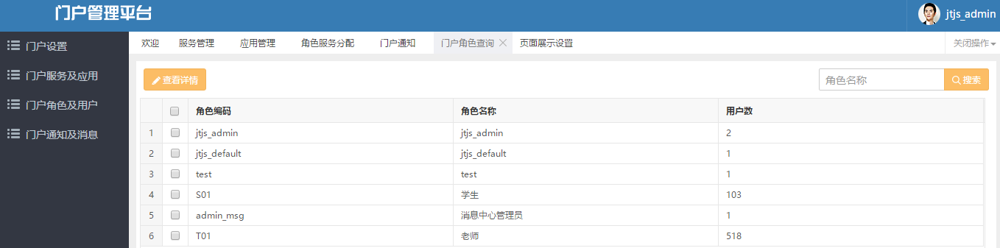 门户管理平台
jtjs_admin
门户设置
门户服务及应用
门户角色及用户
门户通知及消息
欢迎 服务管理 应用管理 角色服务分配 门户通知 门户角色查询 页面展示设置 关闭操作
查看详情 角色名称 搜索
角色编码 角色名称 用户数
1 jtjs_admin jtjs_admin 2
2 jtjs_default jtjs_default 1
3 test test 1
4 S01 学生 103
5 admin_msg 消息中心管理员 1
6 T01 老师 518